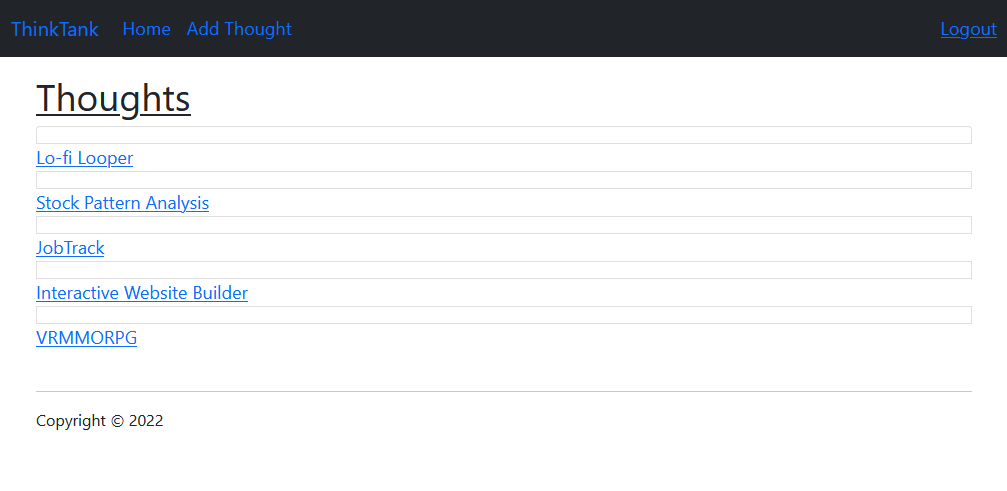 ThinkTank Home Add Thought Logout
Thoughts
Lo-fi Looper
Stock Pattern Analysis
JobTrack
Interactive Website Builder
VRMMORPG
Copyright © 2022